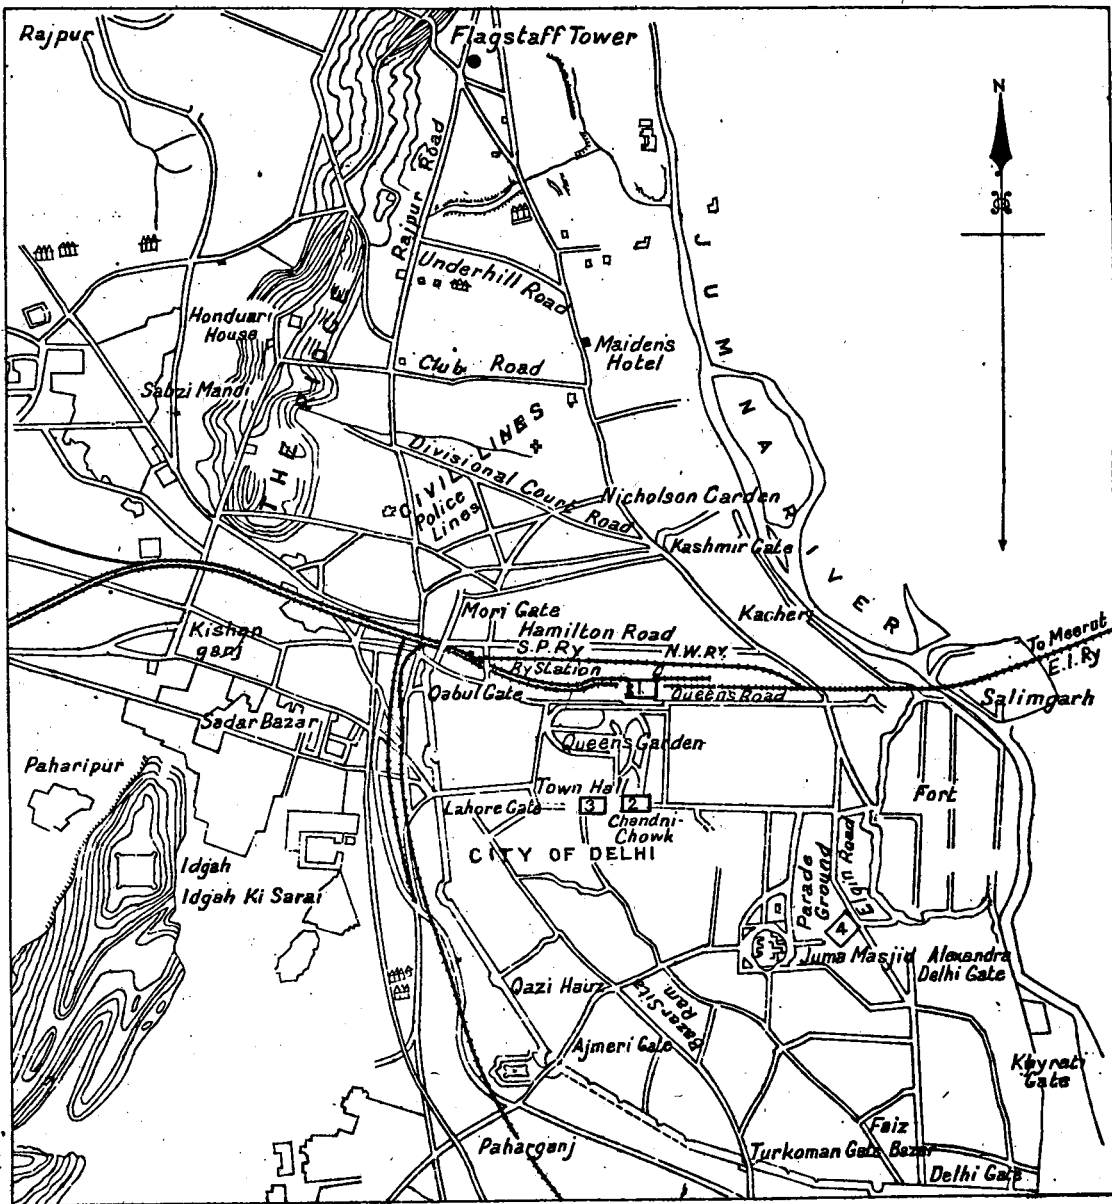 Rajpur
Flagstaff Tower
N
Rajpur Road
JUMNA RIVER
Underhill Road
THE RIDGE
House
Maidens
Hotel
Club Road
Sabzi Mandi
CIVIL LINES
Divisional Court Road
Police
Lines
Nicholson Garden
Kashmir Gate
Mori Gate
Hamilton Road
Kacheri
Kishen
ganj
S.P.Ry
N.W.RY.
To Meerut
E.I.Ry
Ry Station
1
Qabul Gate
Queens Road
Salimgarh
Sadar Bazar
Queens Garden
Paharipur
Town Hall
Lahore Gate
3
2
Chandni-
Chowk
Fort
CITY OF DELHI
Idgah
Idgah Ki Sarai
Parade
Ground
Elgin Road
4
Juma Masjid
Alexandra
Delhi Gate
Qazi Hauz
Bazar Sita
Ram.
Ajmeri Gate
Khyrati
Gate
Faiz
Bazar
Paharganj
Turkoman Gate
Delhi Gate